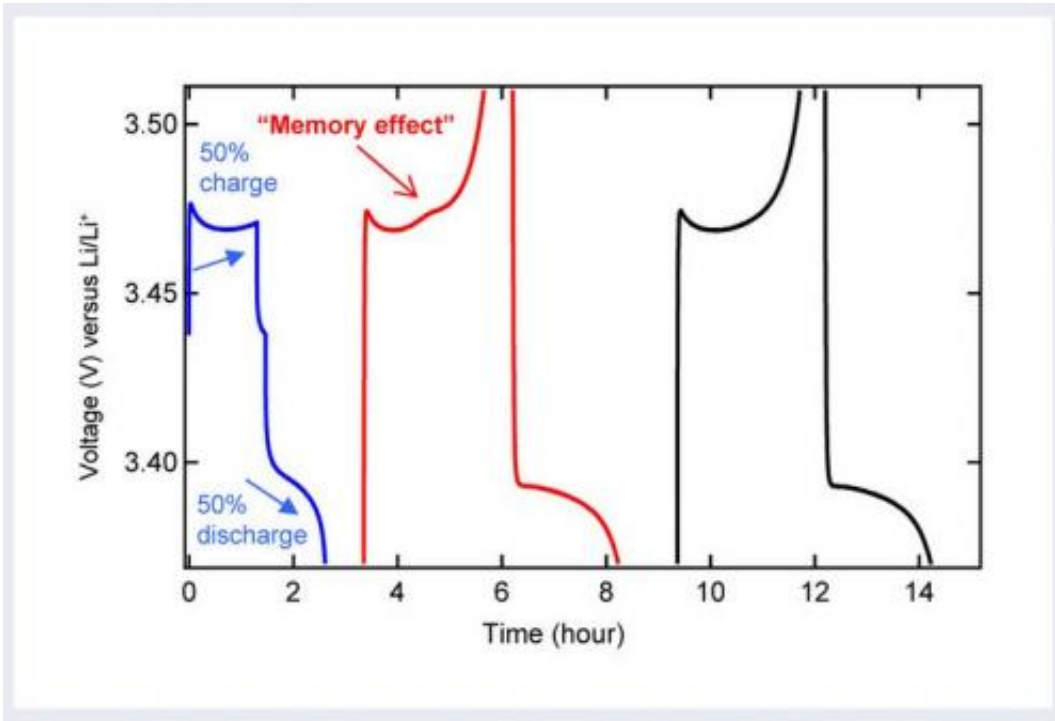 3.50
3.45
3.40
Voltage (V) versus Li/Li⁺
"Memory effect"
50%
charge
50%
discharge
0 2 4 6 8 10 12 14
Time (hour)